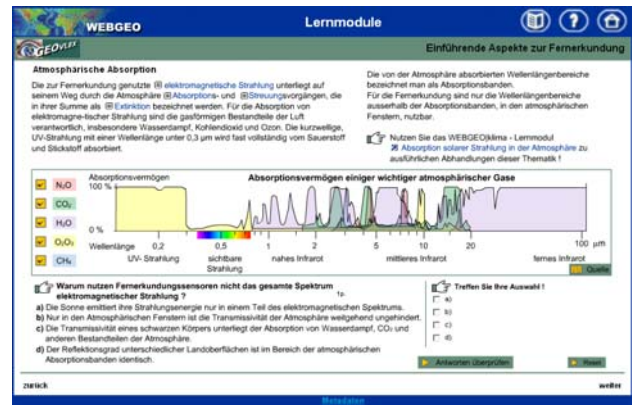 WEBGEO
Lernmodule
GEOVLEX
Einführende Aspekte zur Fernerkundung
Atmosphärische Absorption
Die zur Fernerkundung genutzte elektromagnetische Strahlung unterliegt auf
seinem Weg durch die Atmosphäre Absorptions- und Streuungsvorgängen, die
in ihrer Summe als Extinktion bezeichnet werden. Für die Absorption von
elektromagne-tischer Strahlung sind die gasförmigen Bestandteile der Luft
verantwortlich, insbesondere Wasserdampf, Kohlendioxid und Ozon. Die kurzwellige,
UV-Strahlung mit einer Wellenlänge unter 0,3 µm wird fast vollständig vom Sauerstoff
und Stickstoff absorbiert.
Die von der Atmosphäre absorbierten Wellenlängenbereiche
bezeichnet man als Absorptionsbanden.
Für die Fernerkundung sind nur die Wellenlängenbereiche
ausserhalb der Absorptionsbanden, in den atmosphärischen
Fenstern, nutzbar.
Nutzen Sie das WEBGEO|klima - Lernmodul
Absorption solarer Strahlung in der Atmosphäre zu
ausführlichen Abhandlungen dieser Thematik !
Absorptionsvermögen
Absorptionsvermögen einiger wichtiger atmosphärischer Gase
100 %
0 %
N₂O
CO₂
H₂O
O₂O₃
CH₄
Wellenlänge 0,2 0,5 1 2 5 10 20 100 µm
UV- Strahlung sichtbare Strahlung nahes Infrarot mittleres Infrarot fernes Infrarot
Quelle
Warum nutzen Fernerkundungssensoren nicht das gesamte Spektrum
elektromagnetischer Strahlung ?
a) Die Sonne emittiert ihre Strahlungsenergie nur in einem Teil des elektromagnetischen Spektrums.
b) Nur in den Atmosphärischen Fenstern ist die Transmissivität der Atmosphäre weitgehend ungehindert.
c) Die Transmissivität eines schwarzen Körpers unterliegt der Absorption von Wasserdampf, CO₂ und
anderen Bestandteilen der Atmosphäre.
d) Der Reflektionsgrad unterschiedlicher Landoberflächen ist im Bereich der atmosphärischen
Absorptionsbanden identisch.
Treffen Sie Ihre Auswahl !
a)
b)
c)
d)
Antworten überprüfen
Reset
zurück
weiter
Metadaten